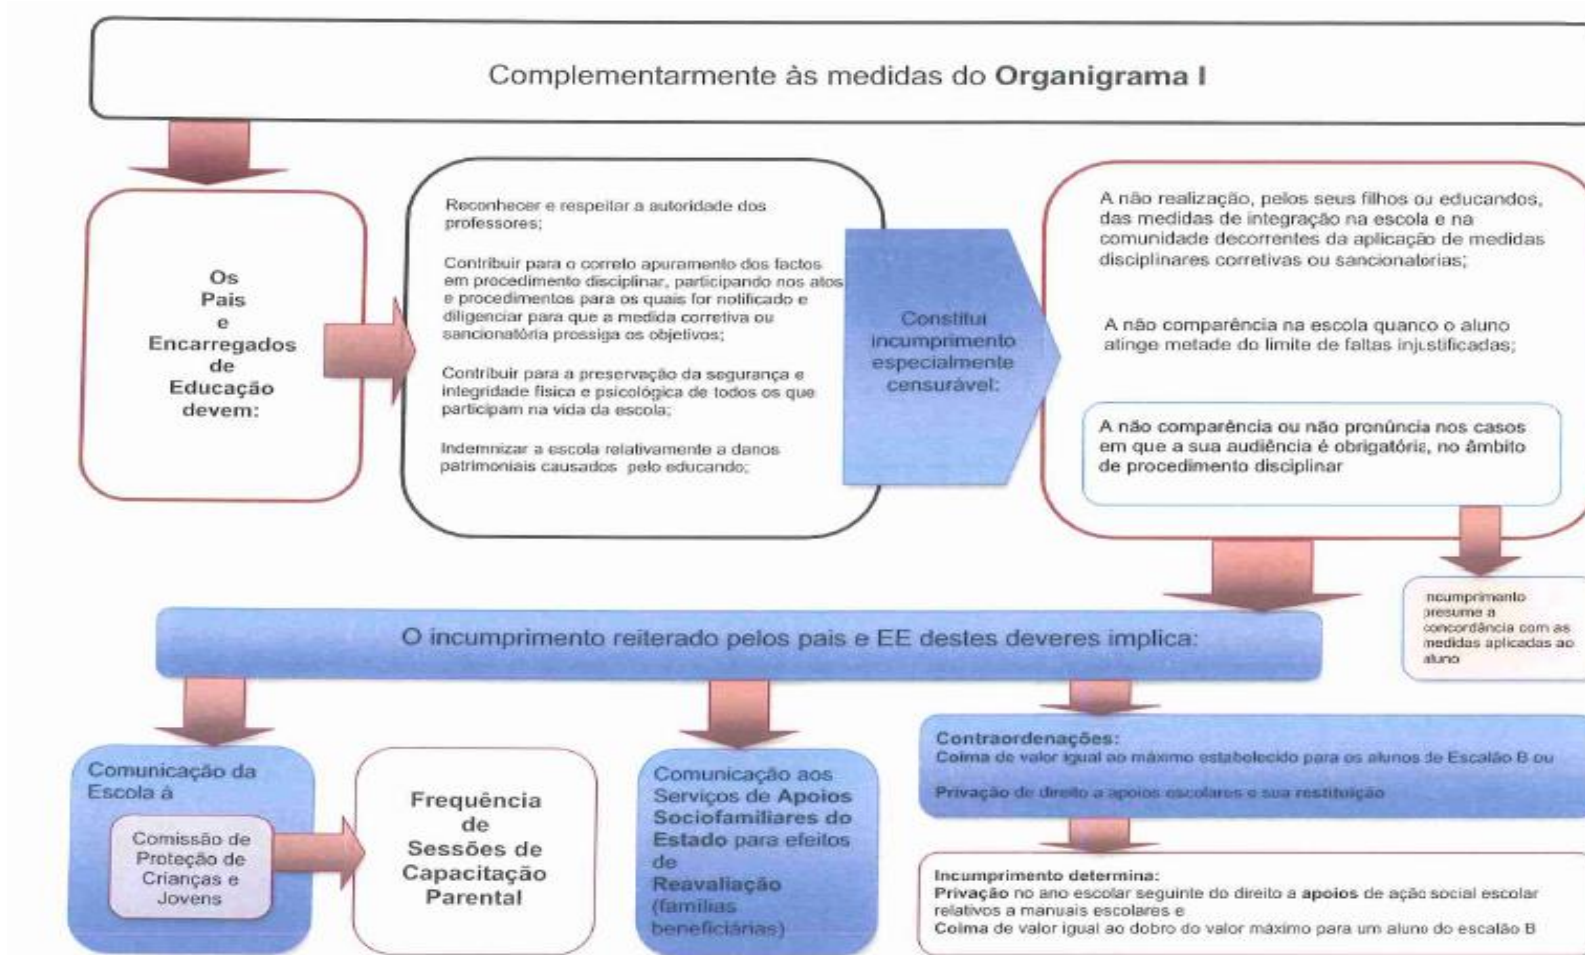 Complementarmente às medidas do Organigrama I
Os
Pais
e
Encarregados
de
Educação
devem:
Reconhecer e respeitar a autoridade dos
professores;
Contribuir para o correto apuramento dos factos
em procedimento disciplinar, participando nos atos
e procedimentos para os quais for notificado e
diligenciar para que a medida corretiva ou
sancionatória prossiga os objetivos;
Contribuir para a preservação da segurança e
integridade física e psicológica de todos os que
participam na vida da escola;
Indemnizar a escola relativamente a danos
patrimoniais causados pelo educando;
Constitui
incumprimento
especialmente
censurável:
A não realização, pelos seus filhos ou educandos,
das medidas de integração na escola e na
comunidade decorrentes da aplicação de medidas
disciplinares corretivas ou sancionatórias;
A não comparência na escola quanco o aluno
atinge metade do limite de faltas injustificadas;
A não comparência ou não pronúncia nos casos
em que a sua audiência é obrigatória, no âmbito
de procedimento disciplinar
Incumprimento
presume a
concordância com as
medidas aplicadas ao
aluno
O incumprimento reiterado pelos pais e EE destes deveres implica:
Comunicação da
Escola á
Comissão de
Proteção de
Crianças e
Jovens
Frequência
de
Sessões de
Capacitação
Parental
Comunicação aos
Serviços de Apoios
Sociofamiliares do
Estado para efeitos
de
Reavaliação
(famílias
beneficiárias)
Contraordenações:
Coima de valor igual ao máximo estabelecido para os alunos de Escalão B ou
Privação de direito a apoios escolares e sua restituição
Incumprimento determina:
Privação no ano escolar seguinte do direito a apoios de ação social escolar
relativos a manuais escolares e
Coima de valor igual ao dobro do valor máximo para um aluno do escalão B